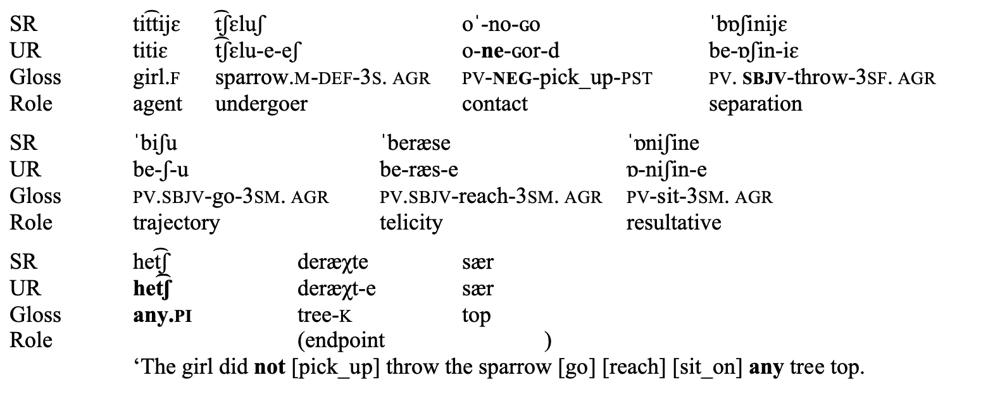 SR tit͡tijɛ t͡ʃɛluʃ oˈ-no-ɢo ˈbɒʃinijɛ
UR titiɛ t͡ʃɛlu-e-eʃ o-ne-ɢor-d be-ɒʃin-iɛ
Gloss girl.F sparrow.M-DEF-3S. AGR PV-NEG-pick_up-PST PV. SBJV-throw-3SF. AGR
Role agent undergoer contact separation
SR ˈbiʃu ˈberæse ˈɒniʃine
UR be-ʃ-u be-ræs-e ɒ-niʃin-e
Gloss PV.SBJV-go-3SM. AGR PV.SBJV-reach-3SM. AGR PV-sit-3SM. AGR
Role trajectory telicity resultative
SR het͡ʃ deræχte sær
UR het͡ʃ deræχt-e sær
Gloss any.PI tree-K top
Role (endpoint )
‘The girl did not [pick_up] throw the sparrow [go] [reach] [sit_on] any tree top.